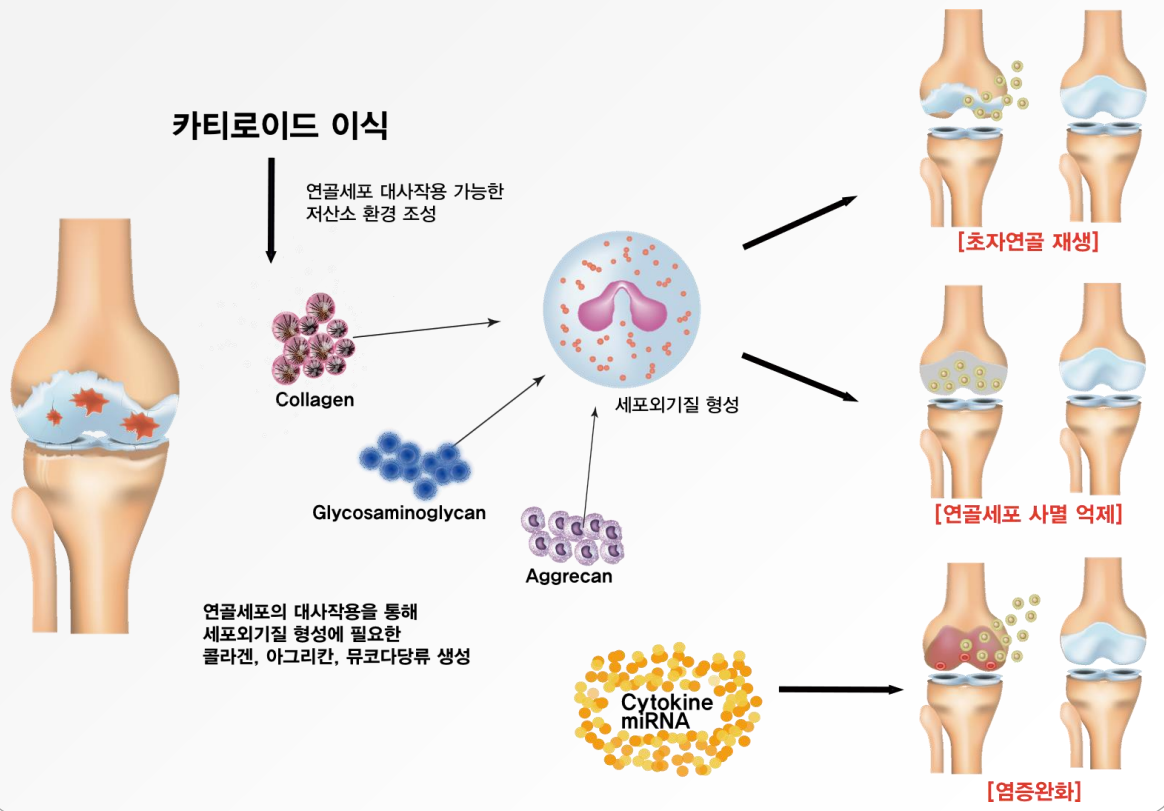 카티로이드 이식
연골세포 대사작용 가능한
저산소 환경 조성
Collagen
Glycosaminoglycan
Aggrecan
세포외기질 형성
연골세포의 대사작용을 통해
세포외기질 형성에 필요한
콜라겐, 아그리칸, 뮤코다당류 생성
Cytokine
miRNA
[초자연골 재생]
[연골세포 사멸 억제]
[염증완화]